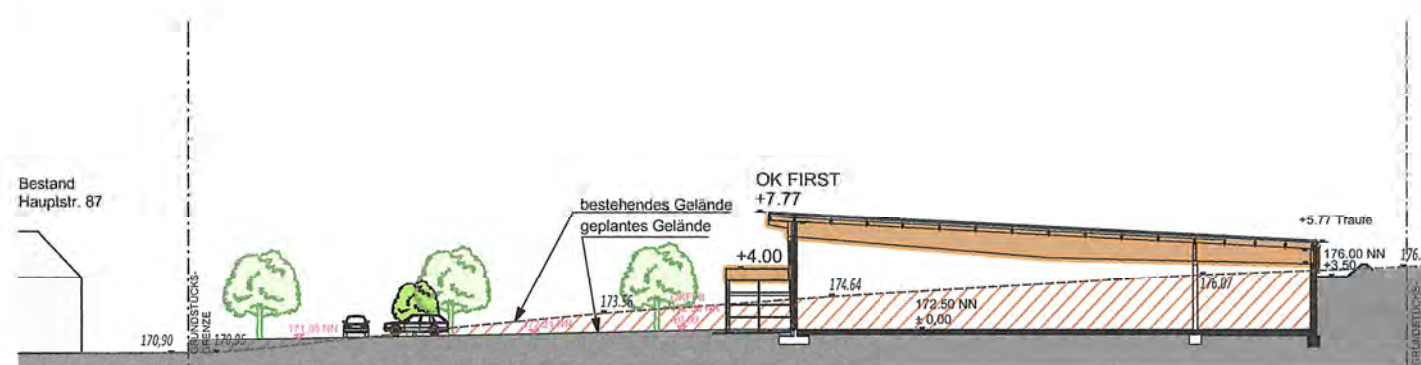 Bestand
Hauptstr. 87
170,90
GRUNDSTÜCKS-
GRENZE
170,95
bestehendes Gelände
geplantes Gelände
173.56
OK FIRST
+7.77
+4.00
174.64
172.50 NN
± 0,00
176,07
+5.77 Traufe
176.00 NN
+3,50
176.
GRUNDSTÜCKS-